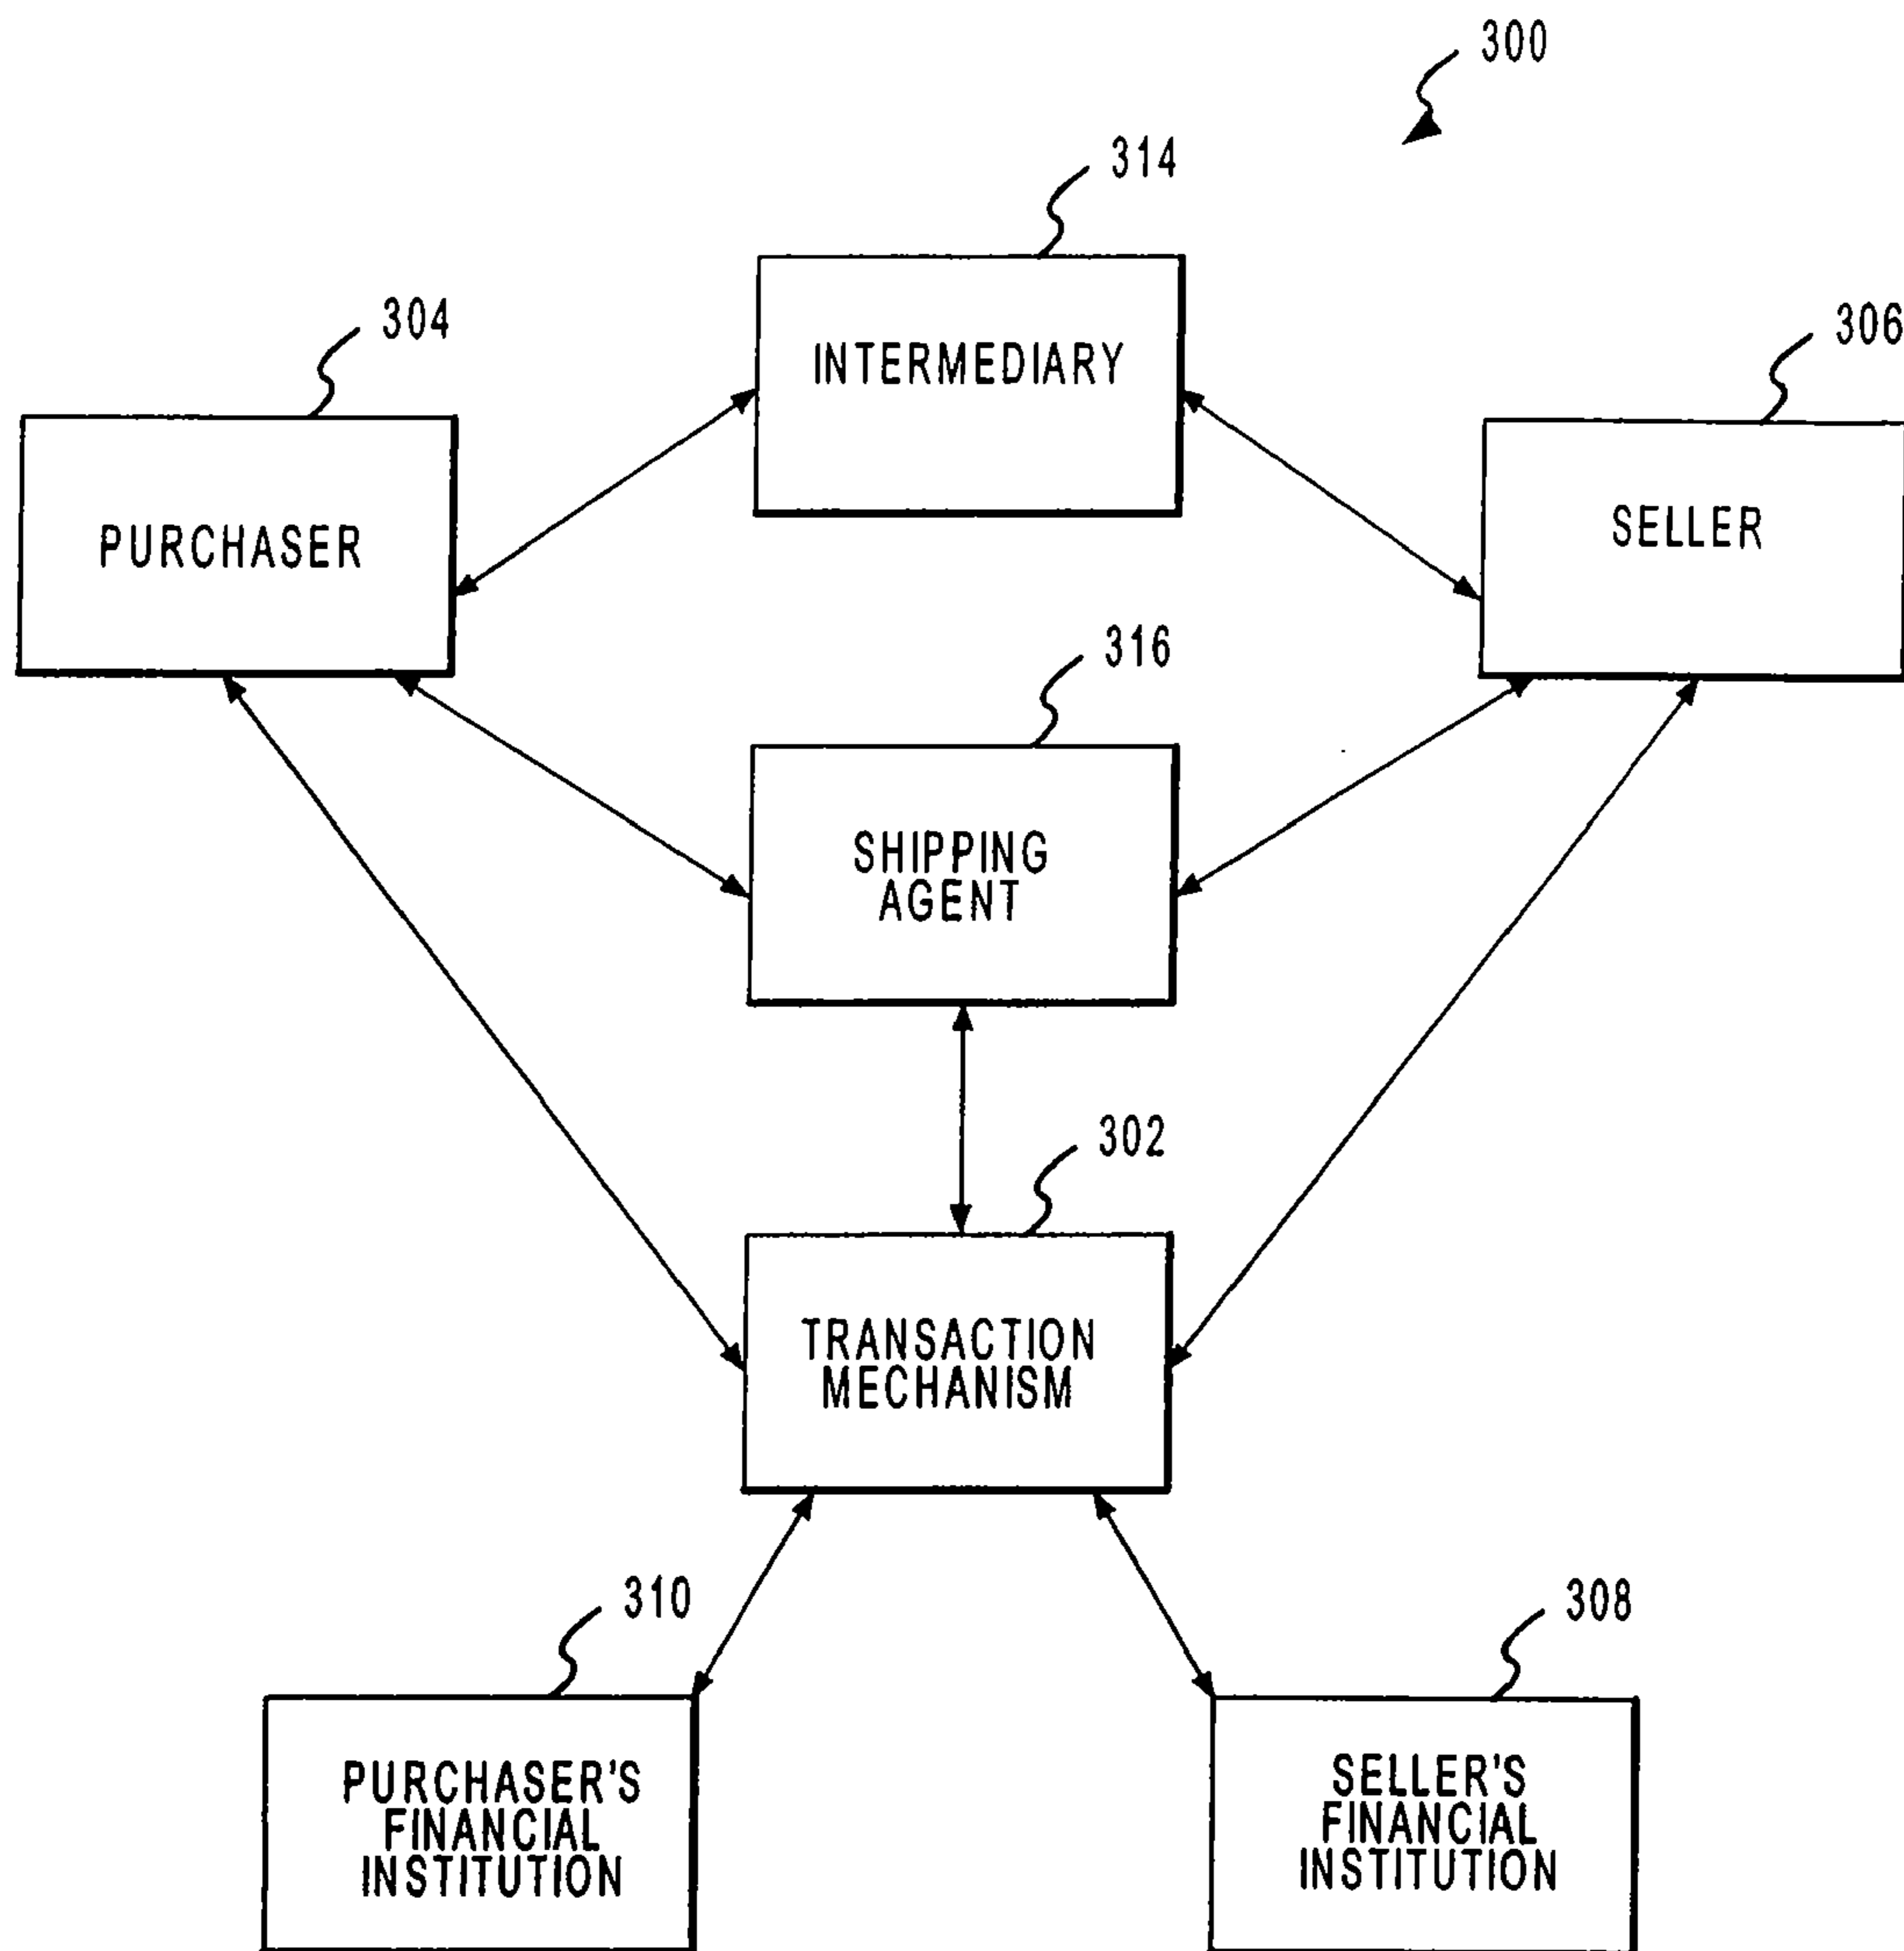 300
314
304
306
INTERMEDIARY
PURCHASER
SELLER
316
SHIPPING
AGENT
302
TRANSACTION
MECHANISM
310
308
PURCHASER'S
FINANCIAL
INSTITUTION
SELLER'S
FINANCIAL
INSTITUTION